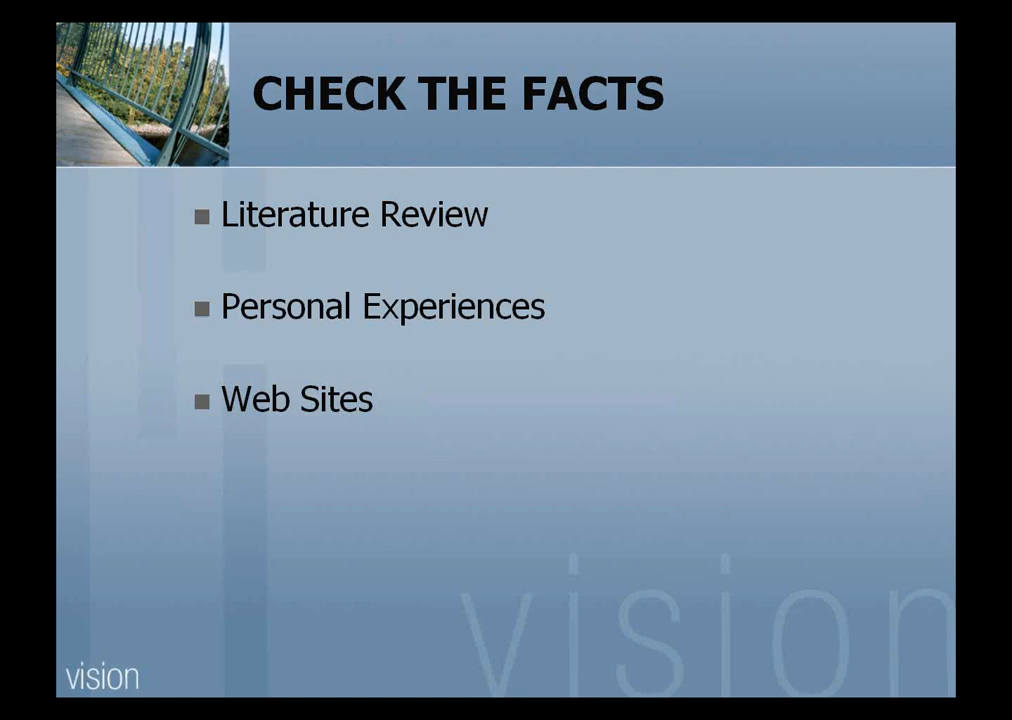 CHECK THE FACTS
Literature Review
Personal Experiences
Web Sites
vision
vision